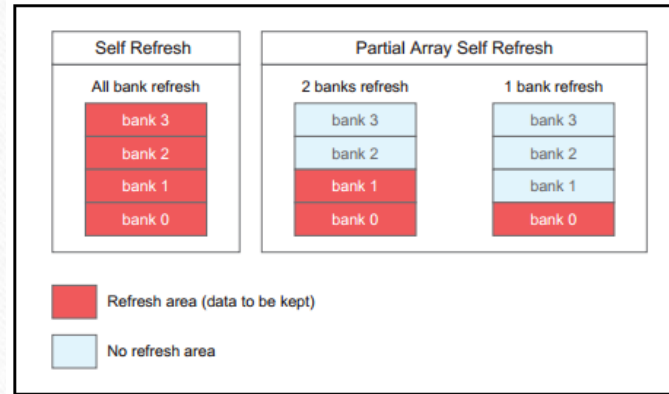 Self Refresh
All bank refresh
bank 3
bank 2
bank 1
bank 0
Partial Array Self Refresh
2 banks refresh
bank 3
bank 2
bank 1
bank 0
1 bank refresh
bank 3
bank 2
bank 1
bank 0
Refresh area (data to be kept)
No refresh area